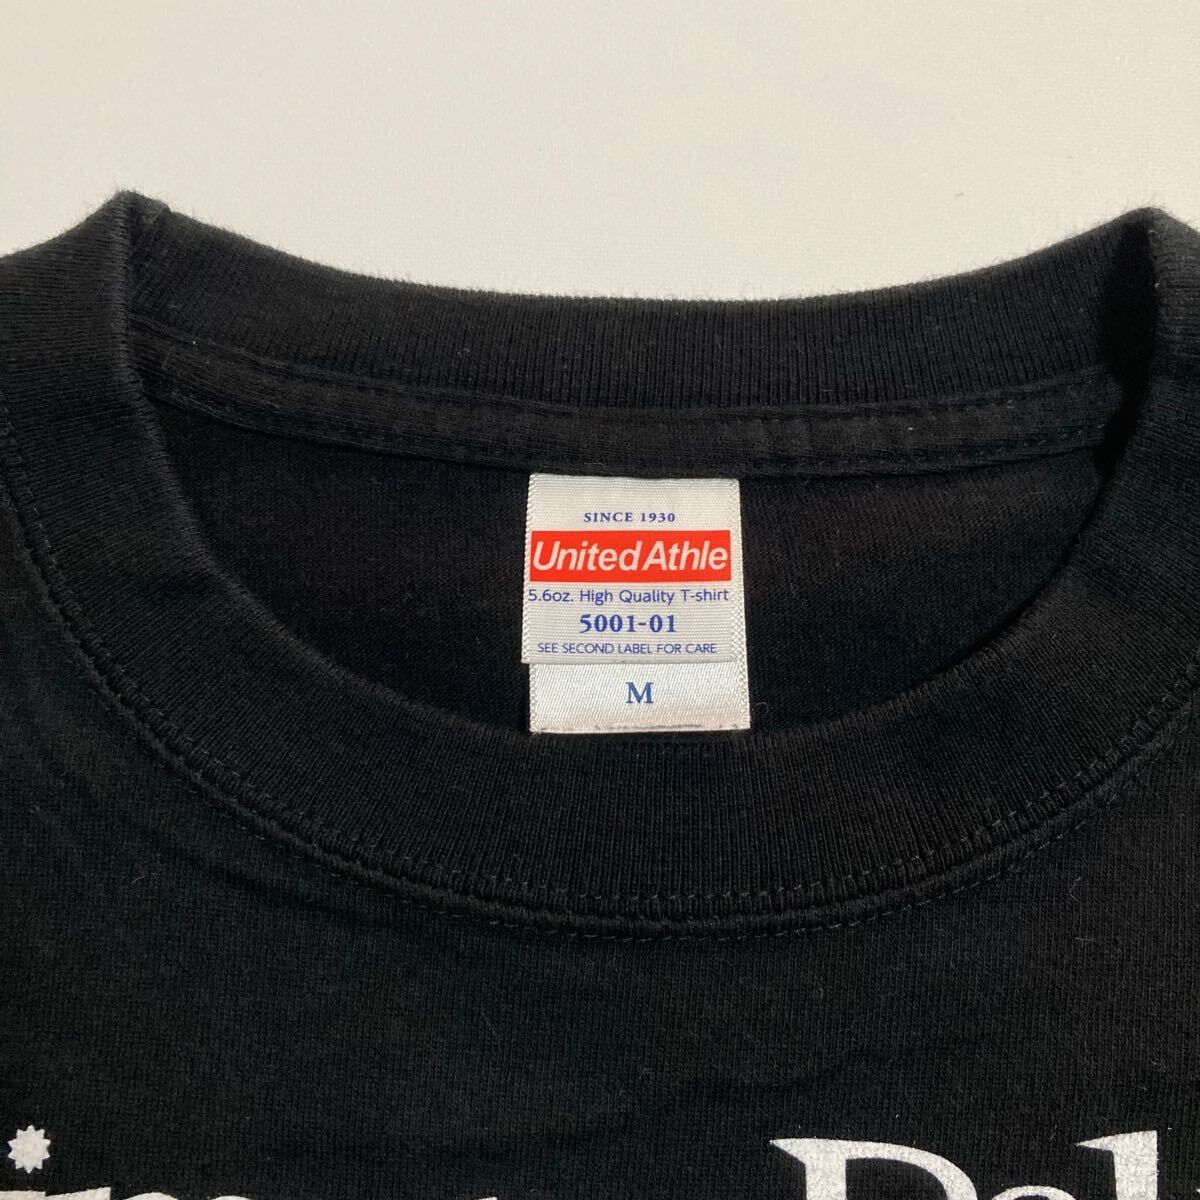 SINCE 1930
United Athle
5.6oz. High Quality T-shirt
5001-01
SEE SECOND LABEL FOR CARE
M